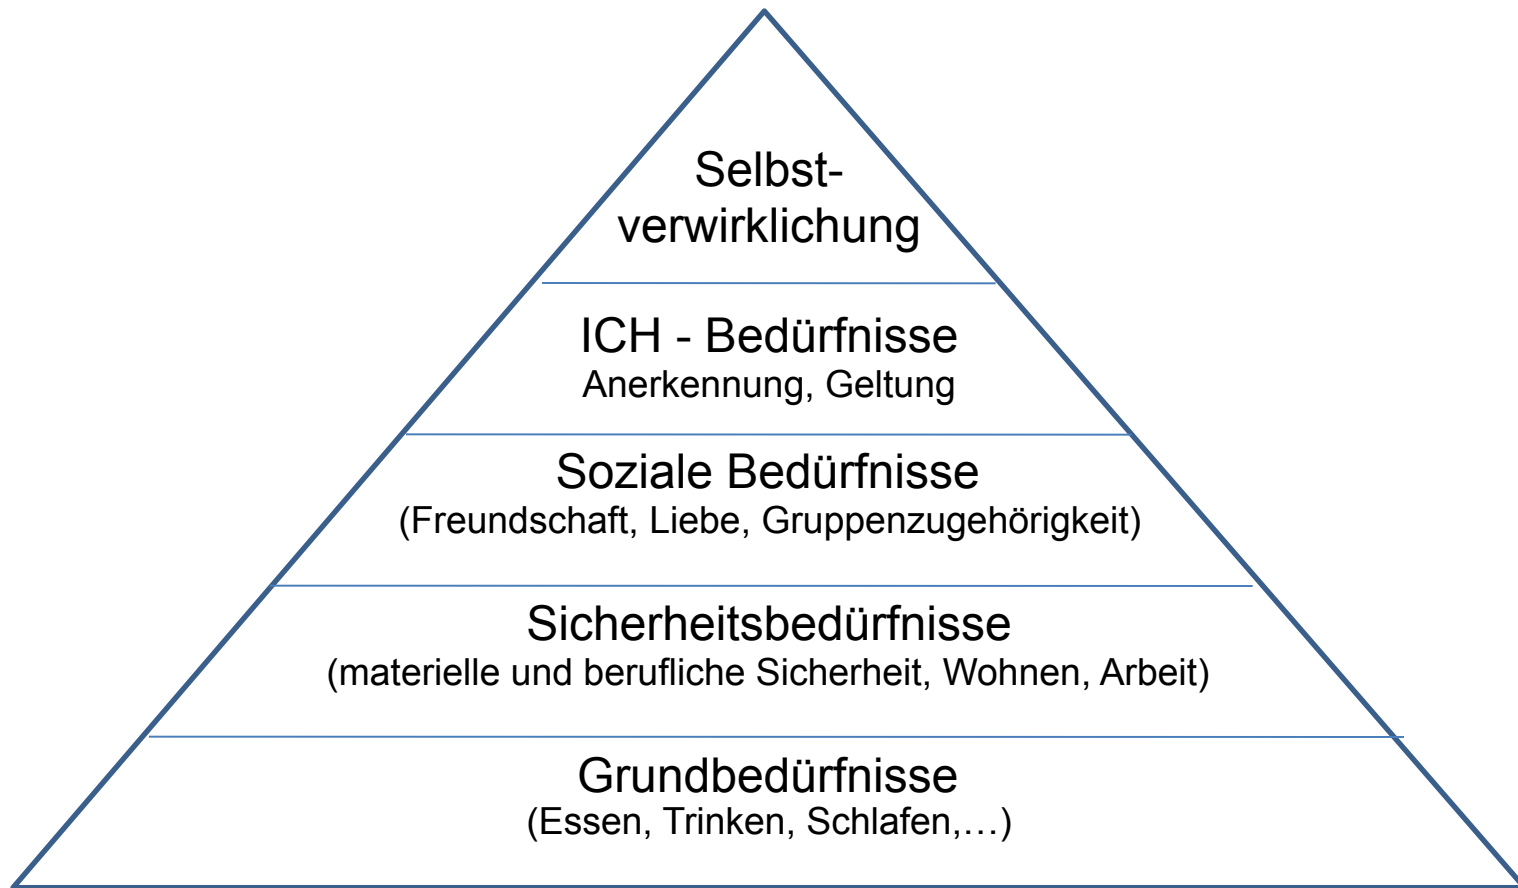 Selbst-
verwirklichung
ICH - Bedürfnisse
Anerkennung, Geltung
Soziale Bedürfnisse
(Freundschaft, Liebe, Gruppenzugehörigkeit)
Sicherheitsbedürfnisse
(materielle und berufliche Sicherheit, Wohnen, Arbeit)
Grundbedürfnisse
(Essen, Trinken, Schlafen,…)